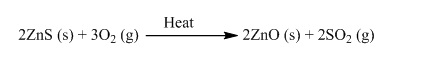 Heat
2ZnS (s) + 3O₂ (g) ⟶ 2ZnO (s) + 2SO₂ (g)